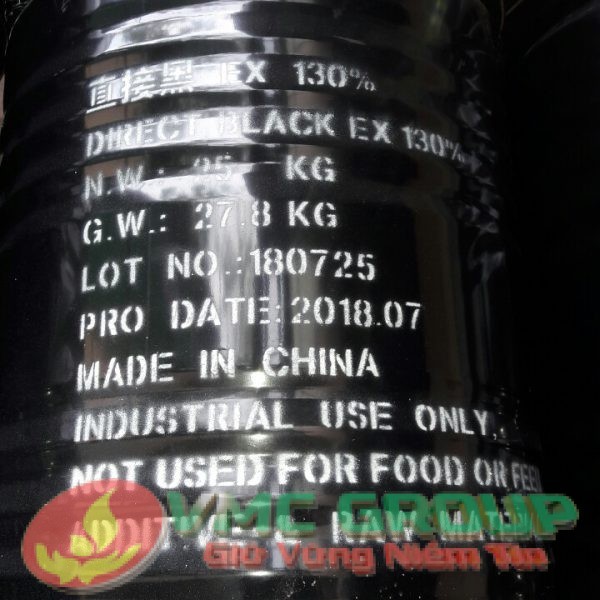 直接黑 EX 130%
DIRECT BLACK EX 130%
N.W.: 25 KG
G.W.: 27.8 KG
LOT NO.:180725
PRO DATE:2018.07
MADE IN CHINA
INDUSTRIAL USE ONLY,
NOT USED FOR FOOD OR FEED
VMC GROUP
RAW
Giữ Vững Niềm Tin